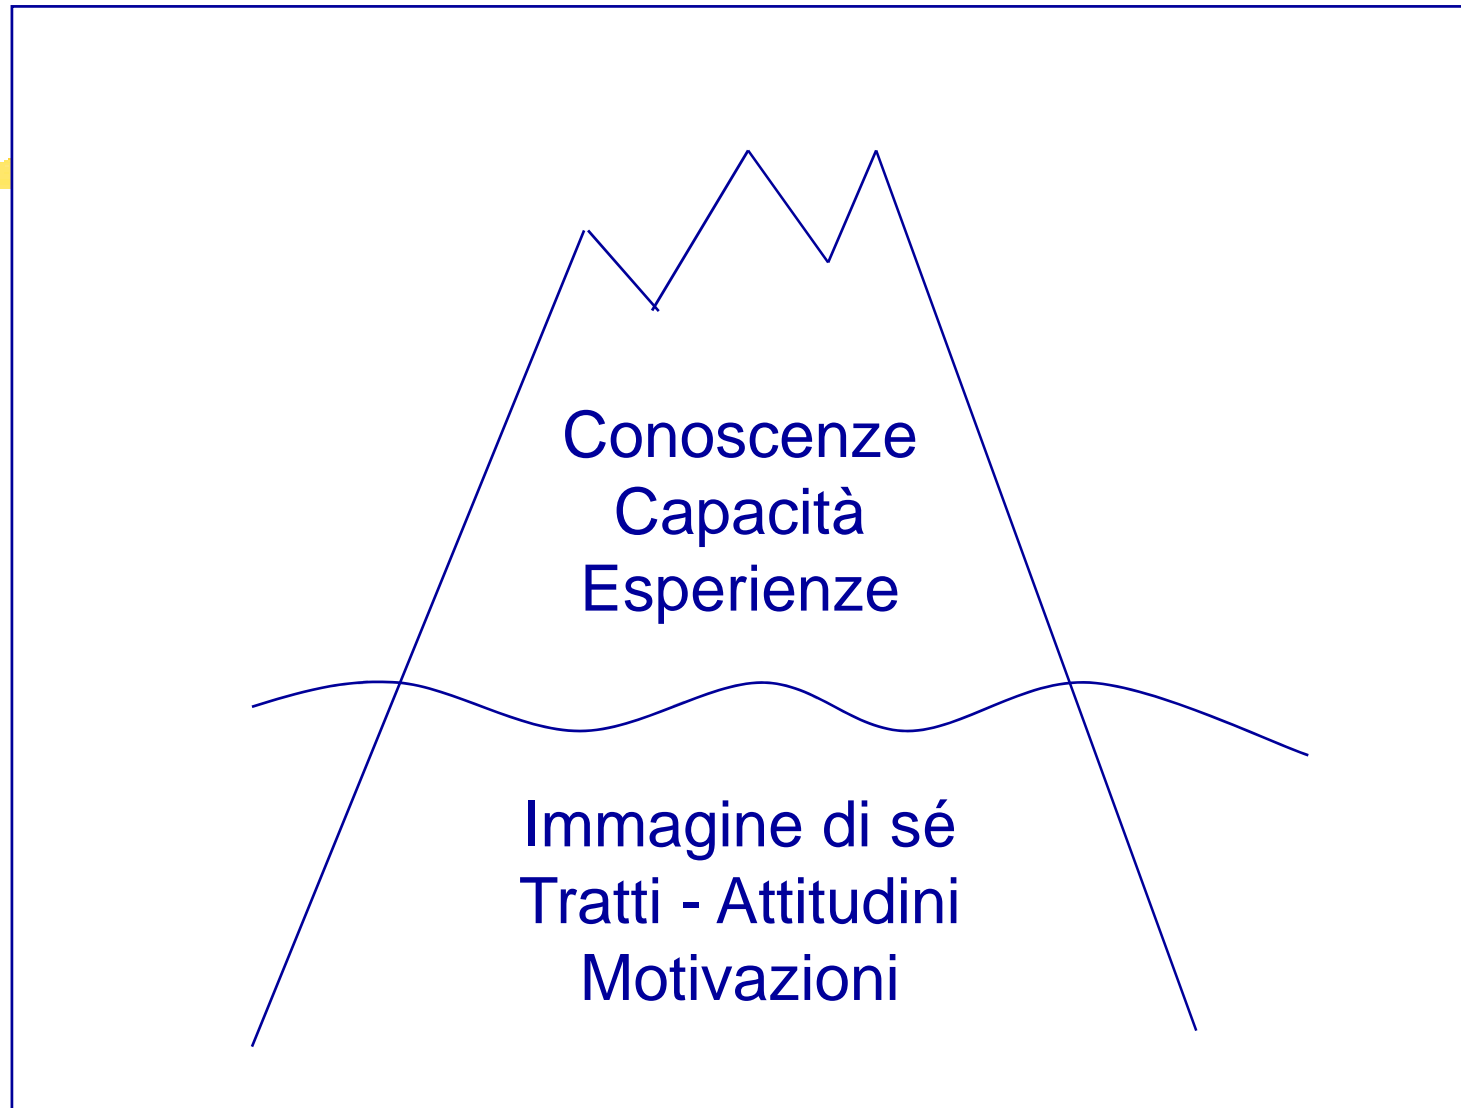 Conoscenze
Capacità
Esperienze
Immagine di sé
Tratti - Attitudini
Motivazioni